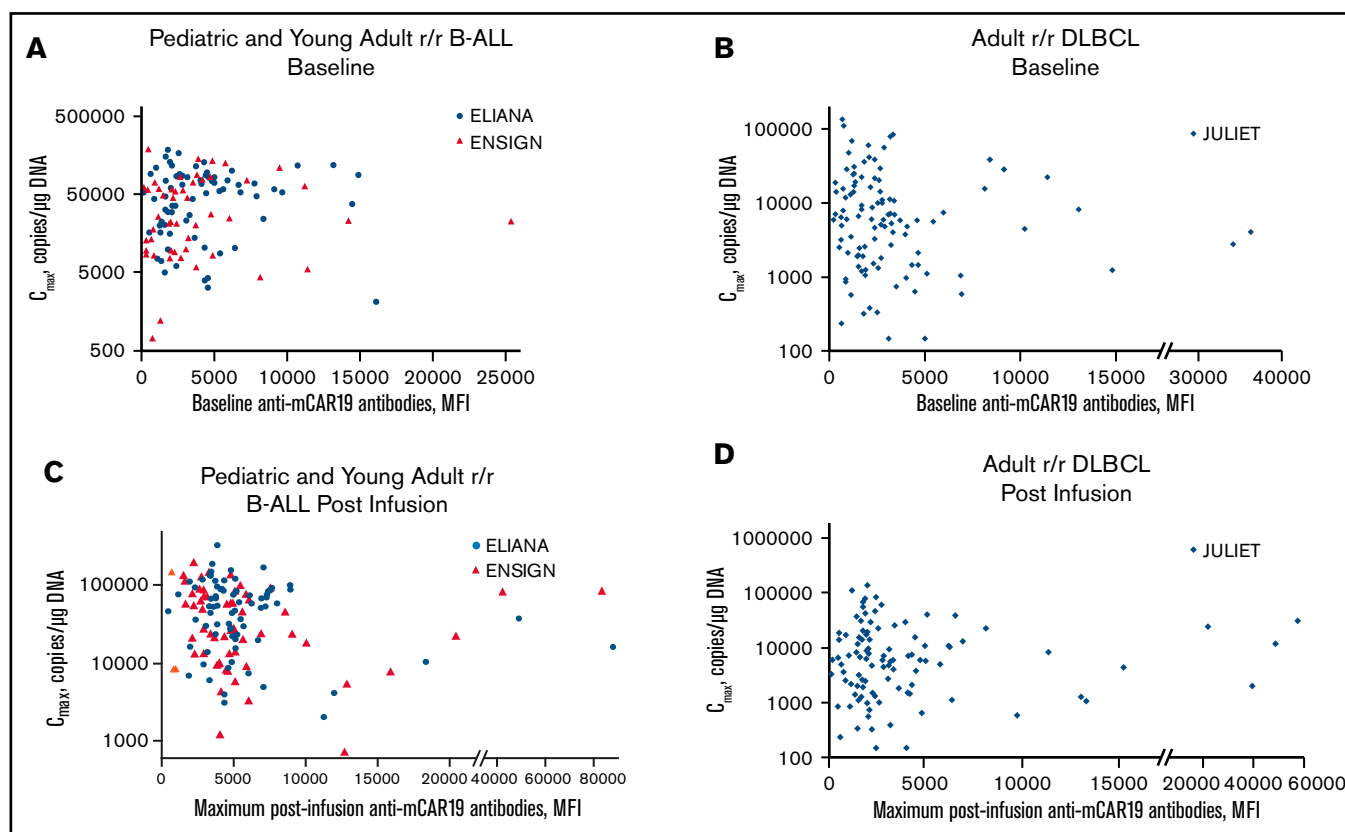 A
Pediatric and Young Adult r/r B-ALL
Baseline
ELIANA
ENSIGN
Cmax, copies/µg DNA
500000
50000
5000
500
0 5000 10000 15000 20000 25000
Baseline anti-mCAR19 antibodies, MFI
B
Adult r/r DLBCL
Baseline
JULIET
Cmax, copies/µg DNA
100000
10000
1000
100
0 5000 10000 15000 30000 40000
Baseline anti-mCAR19 antibodies, MFI
C
Pediatric and Young Adult r/r
B-ALL Post Infusion
ELIANA
ENSIGN
Cmax, copies/µg DNA
100000
10000
1000
0 5000 10000 15000 20000 40000 60000 80000
Maximum post-infusion anti-mCAR19 antibodies, MFI
D
Adult r/r DLBCL
Post Infusion
JULIET
Cmax, copies/µg DNA
1000000
100000
10000
1000
100
0 5000 10000 15000 20000 40000 60000
Maximum post-infusion anti-mCAR19 antibodies, MFI